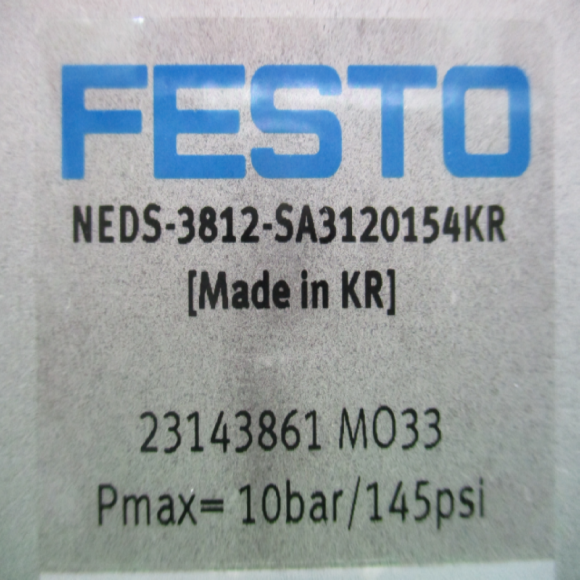 FESTO
NEDS-3812-SA3120154KR
[Made in KR]
23143861 MO33
Pmax= 10bar/145psi